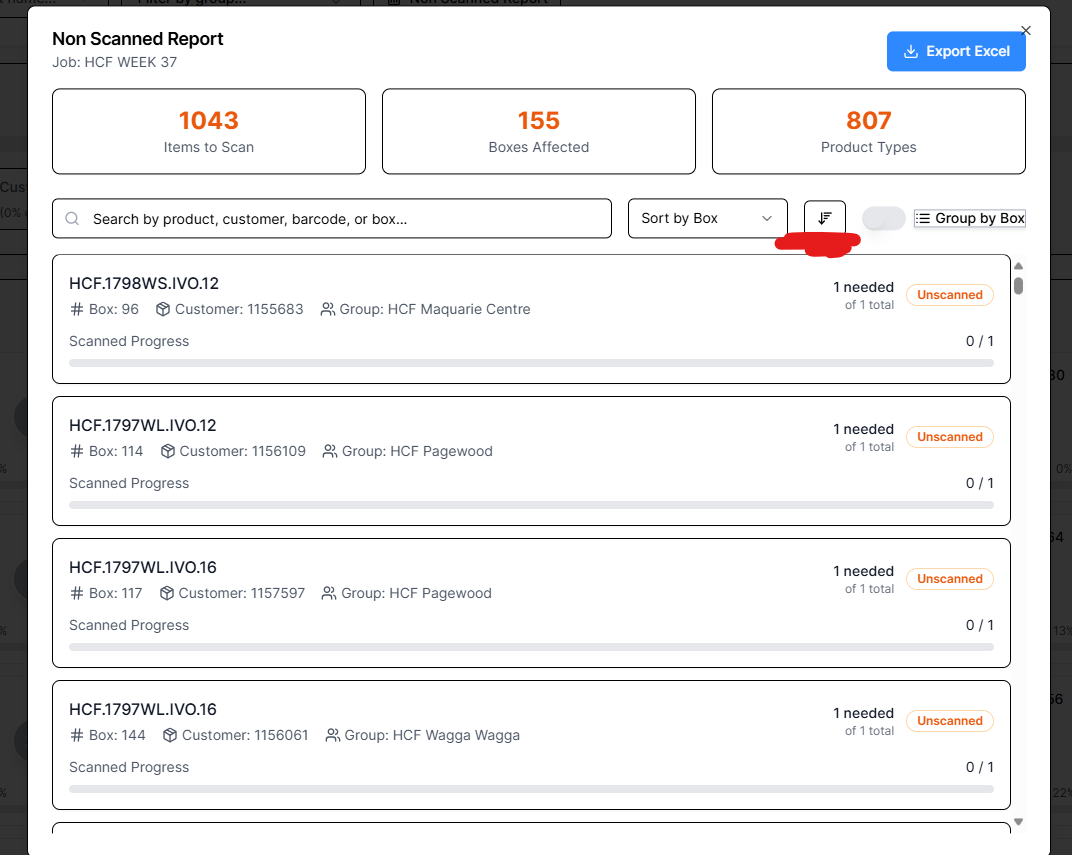 Non Scanned Report
Job: HCF WEEK 37
Export Excel
1043
Items to Scan
155
Boxes Affected
807
Product Types
Search by product, customer, barcode, or box...
Sort by Box
Group by Box
HCF.1798WS.IVO.12
1 needed
of 1 total
Unscanned
# Box: 96 Customer: 1155683 Group: HCF Maquarie Centre
Scanned Progress 0 / 1
HCF.1797WL.IVO.12
1 needed
of 1 total
Unscanned
# Box: 114 Customer: 1156109 Group: HCF Pagewood
Scanned Progress 0 / 1
HCF.1797WL.IVO.16
1 needed
of 1 total
Unscanned
# Box: 117 Customer: 1157597 Group: HCF Pagewood
Scanned Progress 0 / 1
HCF.1797WL.IVO.16
1 needed
of 1 total
Unscanned
# Box: 144 Customer: 1156061 Group: HCF Wagga Wagga
Scanned Progress 0 / 1